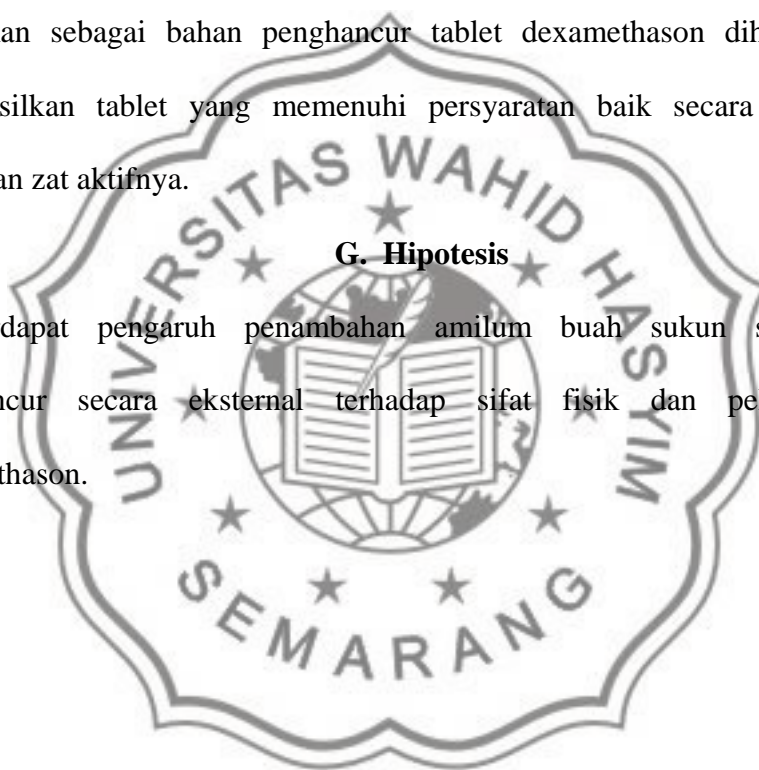 kan sebagai bahan penghancur tablet dexamethason dih
silkan tablet yang memenuhi persyaratan baik secara
an zat aktifnya.
G. Hipotesis
dapat pengaruh penambahan amilum buah sukun s
ncur secara eksternal terhadap sifat fisik dan pe
thason.
UNIVERSITAS WAHID HASYIM
SEMARANG